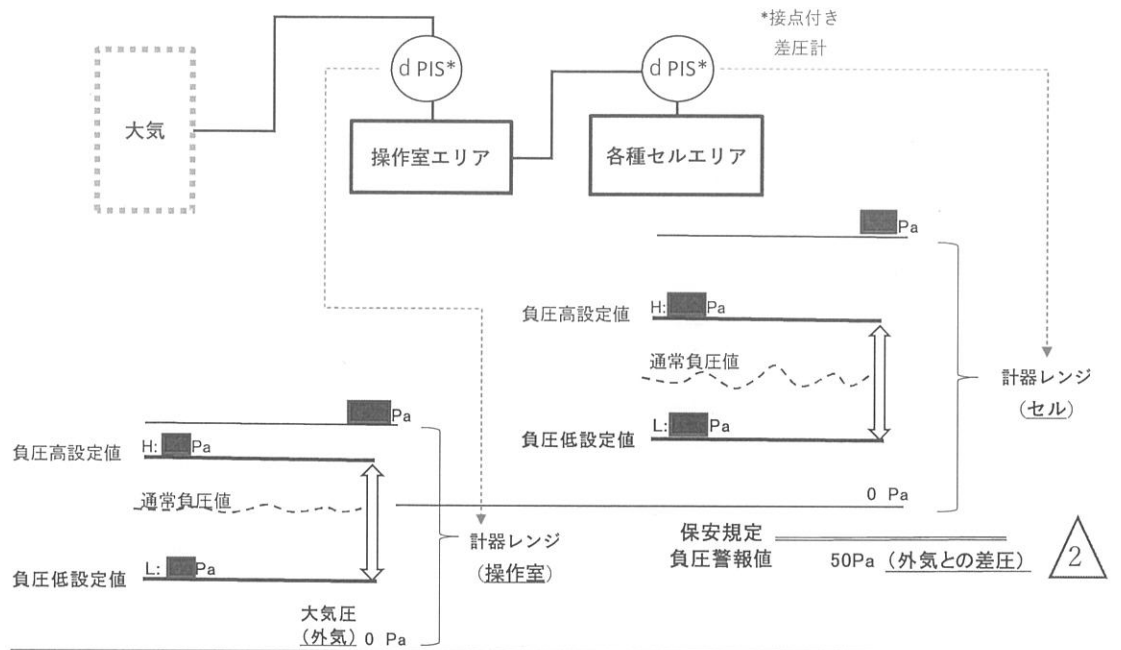 *接点付き
差圧計
d PIS*
d PIS*
大気
操作室エリア
各種セルエリア
Pa
負圧高設定値 H: Pa
通常負圧値
負圧低設定値 L: Pa
計器レンジ
(セル)
0 Pa
Pa
負圧高設定値 H: Pa
通常負圧値
負圧低設定値 L: Pa
計器レンジ
(操作室)
大気圧
(外気) 0 Pa
保安規定
負圧警報値 50Pa (外気との差圧)
2